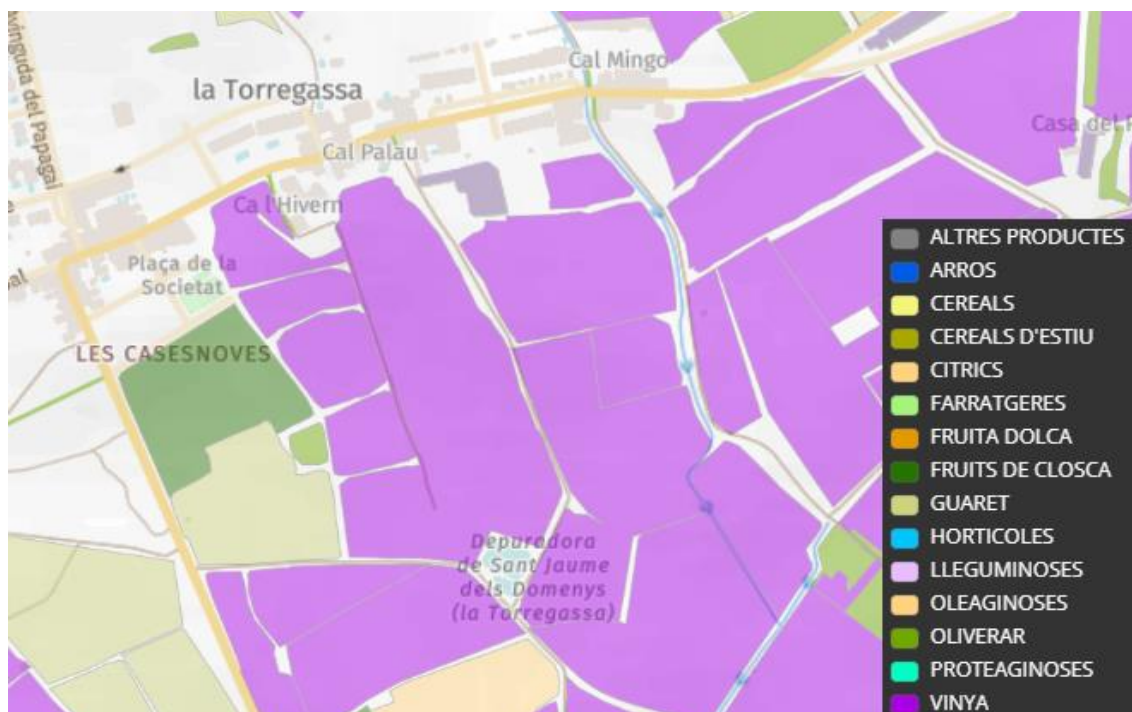 Avinguda del Papagai
la Torregassa
Cal Mingo
Cal Palau
Casa del
Ca l'Hivern
Plaça de la
Societat
LES CASESNOVES
Depuradora
de Sant Jaume
dels Domenys
(la Torregassa)
ALTRES PRODUCTES
ARROS
CEREALS
CEREALS D'ESTIU
CITRICS
FARRATGERES
FRUITA DOLCA
FRUITS DE CLOSCA
GUARET
HORTICOLES
LLEGUMINOSES
OLEAGINOSES
OLIVERAR
PROTEAGINOSES
VINYA